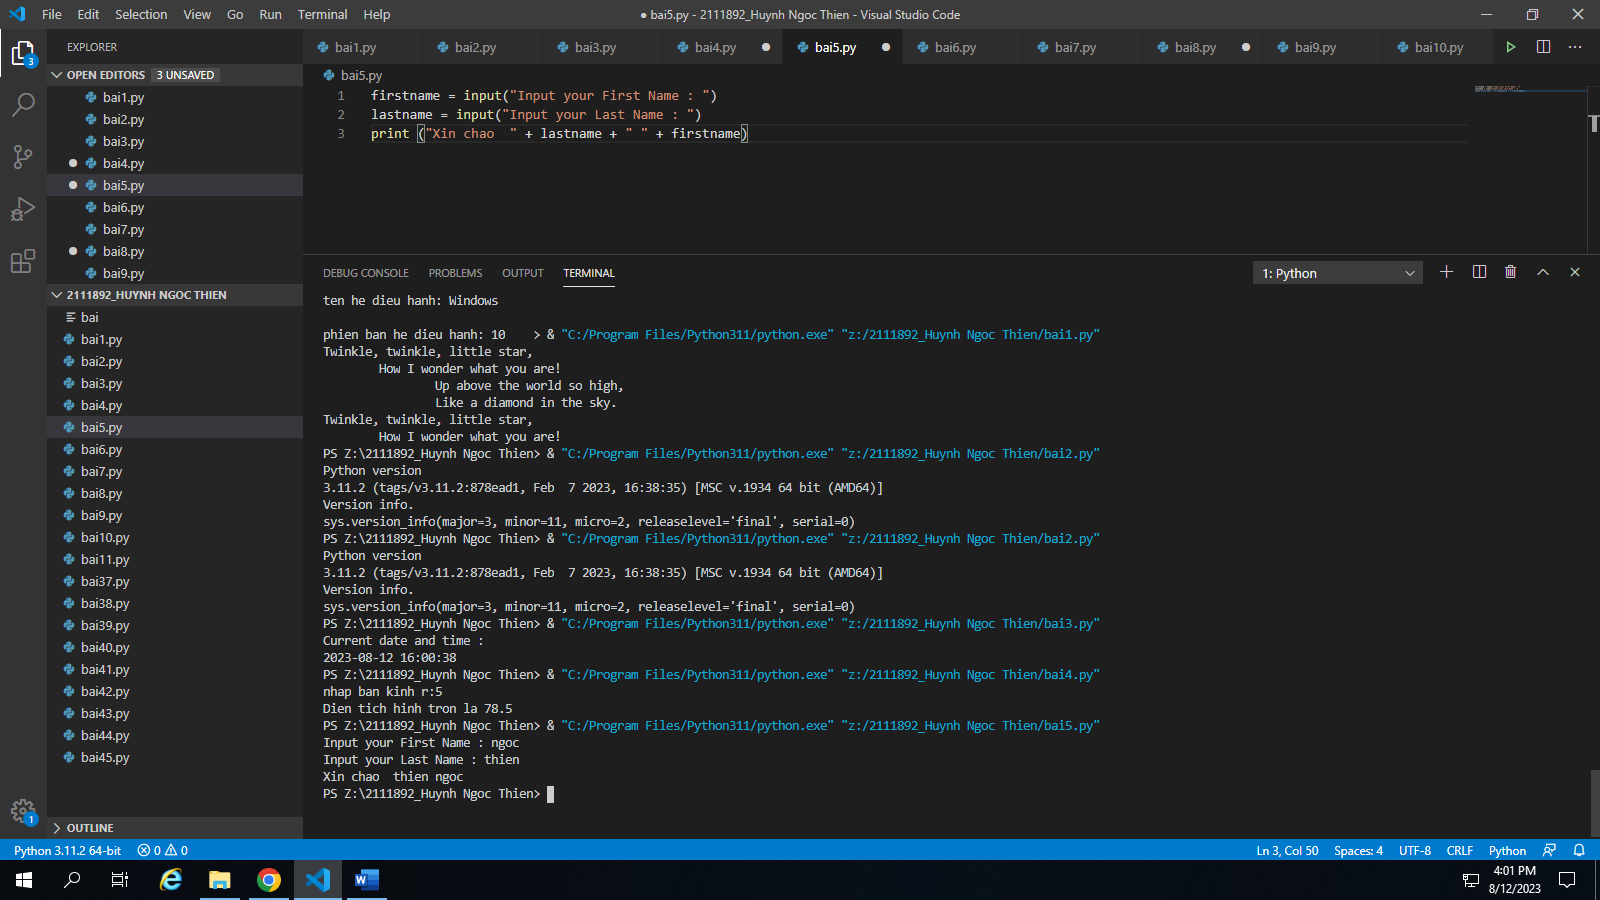 File Edit Selection View Go Run Terminal Help
● bai5.py - 2111892_Huynh Ngoc Thien - Visual Studio Code
EXPLORER
OPEN EDITORS 3 UNSAVED
bai1.py
bai2.py
bai3.py
bai4.py
bai5.py
bai6.py
bai7.py
bai8.py
bai9.py
2111892_HUYNH NGOC THIEN
bai
bai1.py
bai2.py
bai3.py
bai4.py
bai5.py
bai6.py
bai7.py
bai8.py
bai9.py
bai10.py
bai11.py
bai37.py
bai38.py
bai39.py
bai40.py
bai41.py
bai42.py
bai43.py
bai44.py
bai45.py
OUTLINE
3
1
bai1.py bai2.py bai3.py bai4.py bai5.py bai6.py bai7.py bai8.py bai9.py bai10.py
bai5.py
1 firstname = input("Input your First Name : ")
2 lastname = input("Input your Last Name : ")
3 print ("Xin chao  " + lastname + " " + firstname)
DEBUG CONSOLE PROBLEMS OUTPUT TERMINAL
1: Python
ten he dieu hanh: Windows
phien ban he dieu hanh: 10    > & "C:/Program Files/Python311/python.exe" "z:/2111892_Huynh Ngoc Thien/bai1.py"
Twinkle, twinkle, little star,
How I wonder what you are!
Up above the world so high,
Like a diamond in the sky.
Twinkle, twinkle, little star,
How I wonder what you are!
PS Z:\2111892_Huynh Ngoc Thien> & "C:/Program Files/Python311/python.exe" "z:/2111892_Huynh Ngoc Thien/bai2.py"
Python version
3.11.2 (tags/v3.11.2:878ead1, Feb  7 2023, 16:38:35) [MSC v.1934 64 bit (AMD64)]
Version info.
sys.version_info(major=3, minor=11, micro=2, releaselevel='final', serial=0)
PS Z:\2111892_Huynh Ngoc Thien> & "C:/Program Files/Python311/python.exe" "z:/2111892_Huynh Ngoc Thien/bai2.py"
Python version
3.11.2 (tags/v3.11.2:878ead1, Feb  7 2023, 16:38:35) [MSC v.1934 64 bit (AMD64)]
Version info.
sys.version_info(major=3, minor=11, micro=2, releaselevel='final', serial=0)
PS Z:\2111892_Huynh Ngoc Thien> & "C:/Program Files/Python311/python.exe" "z:/2111892_Huynh Ngoc Thien/bai3.py"
Current date and time :
2023-08-12 16:00:38
PS Z:\2111892_Huynh Ngoc Thien> & "C:/Program Files/Python311/python.exe" "z:/2111892_Huynh Ngoc Thien/bai4.py"
nhap ban kinh r:5
Dien tich hinh tron la 78.5
PS Z:\2111892_Huynh Ngoc Thien> & "C:/Program Files/Python311/python.exe" "z:/2111892_Huynh Ngoc Thien/bai5.py"
Input your First Name : ngoc
Input your Last Name : thien
Xin chao  thien ngoc
PS Z:\2111892_Huynh Ngoc Thien>
Python 3.11.2 64-bit 0 0 Ln 3, Col 50 Spaces: 4 UTF-8 CRLF Python
4:01 PM
8/12/2023